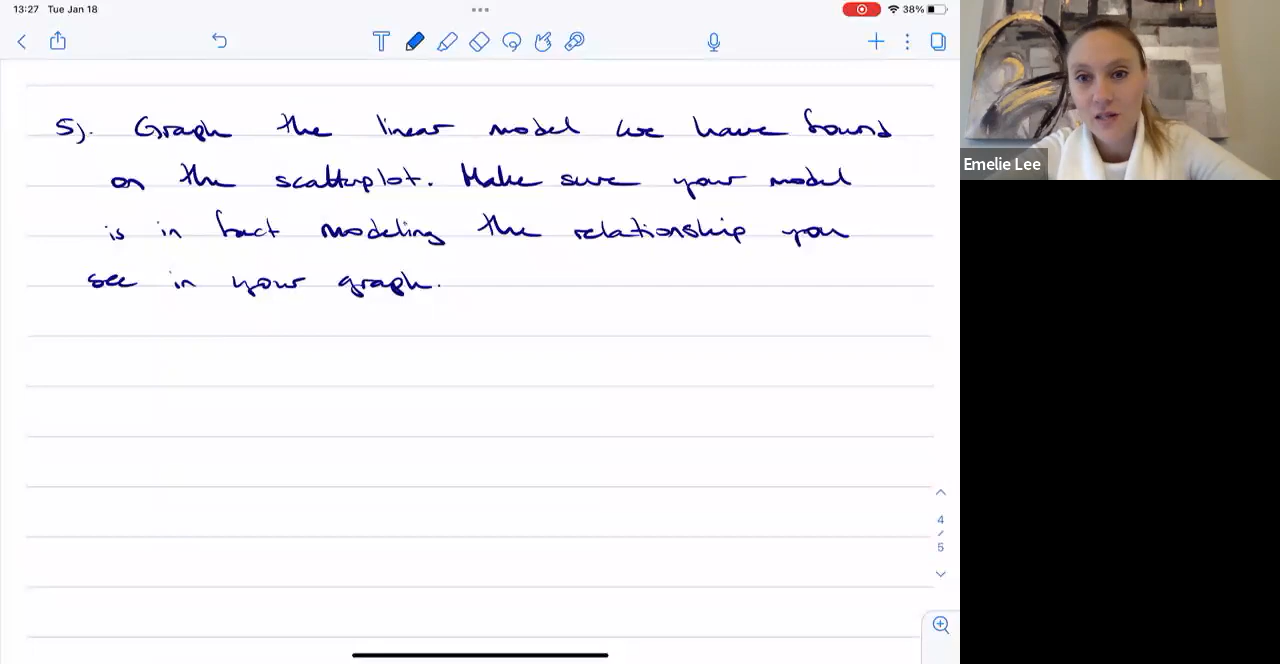 13:27 Tue Jan 18
38%
5). Graph the linear model we have found
on the scatterplot. Make sure your model
is in fact modeling the relationship you
see in your graph.
Emelie Lee
4
5